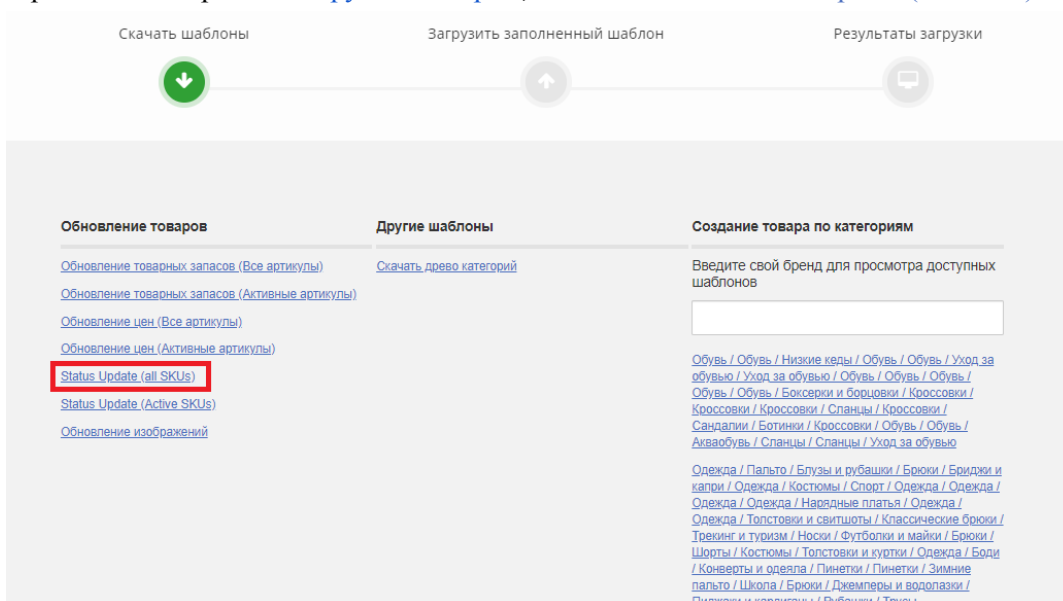 Скачать шаблоны
Загрузить заполненный шаблон
Результаты загрузки
Обновление товаров
Обновление товарных запасов (Все артикулы)
Обновление товарных запасов (Активные артикулы)
Обновление цен (Все артикулы)
Обновление цен (Активные артикулы)
Status Update (all SKUs)
Status Update (Active SKUs)
Обновление изображений
Другие шаблоны
Скачать древо категорий
Создание товара по категориям
Введите свой бренд для просмотра доступных
шаблонов
Обувь / Обувь / Низкие кеды / Обувь / Обувь / Уход за
обувью / Уход за обувью / Обувь / Обувь / Обувь /
Обувь / Обувь / Боксерки и борцовки / Кроссовки /
Кроссовки / Кроссовки / Сланцы / Кроссовки /
Сандалии / Ботинки / Кроссовки / Обувь / Обувь /
Акваобувь / Сланцы / Сланцы / Уход за обувью
Одежда / Пальто / Блузы и рубашки / Брюки / Бриджи и
капри / Одежда / Костюмы / Спорт / Одежда / Одежда /
Одежда / Одежда / Нарядные платья / Одежда /
Одежда / Толстовки и свитшоты / Классические брюки /
Трекинг и туризм / Носки / Футболки и майки / Брюки /
Шорты / Костюмы / Толстовки и куртки / Одежда / Боди
/ Конверты и одеяла / Пинетки / Пинетки / Зимние
пальто / Школа / Брюки / Джемперы и водолазки /
Пиджаки и кардиганы / Рубашки / Трусы